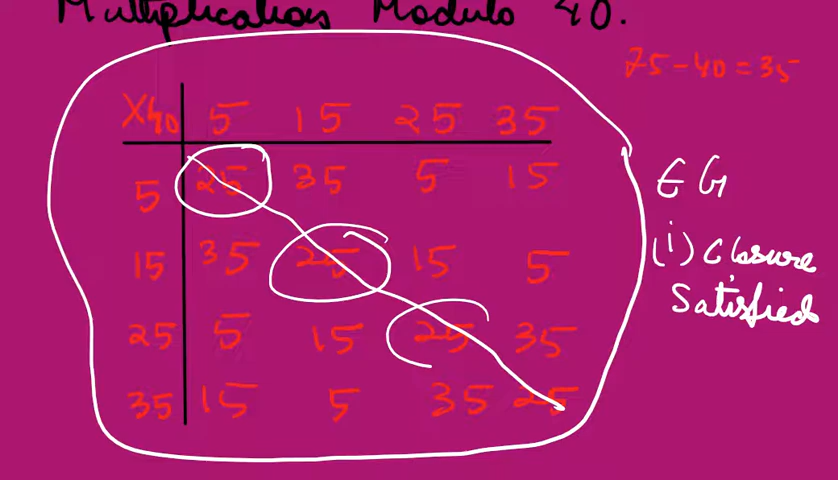 Multiplication Modulo 40.
75-40=35
X40 5 15 25 35
5 25 35 5 15
15 35 25 15 5
25 5 15 25 35
35 15 5 35 25
EG
(i) Closure
Satisfied